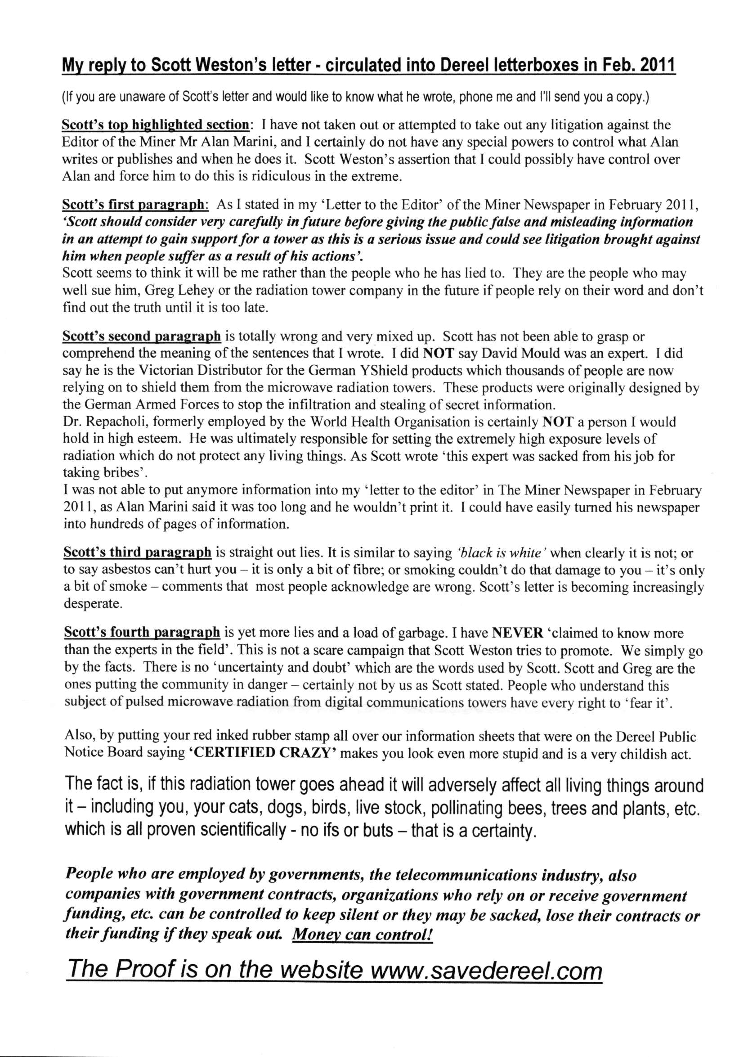 My reply to Scott Weston's letter - circulated into Dereel letterboxes in Feb. 2011
(If you are unaware of Scott's letter and would like to know what he wrote, phone me and I'll send you a copy.)
Scott's top highlighted section: I have not taken out or attempted to take out any litigation against the
Editor of the Miner Mr Alan Marini, and I certainly do not have any special powers to control what Alan
writes or publishes and when he does it. Scott Weston's assertion that I could possibly have control over
Alan and force him to do this is ridiculous in the extreme.
Scott's first paragraph: As I stated in my 'Letter to the Editor' of the Miner Newspaper in February 2011,
'Scott should consider very carefully in future before giving the public false and misleading information
in an attempt to gain support for a tower as this is a serious issue and could see litigation brought against
him when people suffer as a result of his actions'.
Scott seems to think it will be me rather than the people who he has lied to. They are the people who may
well sue him, Greg Lehey or the radiation tower company in the future if people rely on their word and don't
find out the truth until it is too late.
Scott's second paragraph is totally wrong and very mixed up. Scott has not been able to grasp or
comprehend the meaning of the sentences that I wrote. I did NOT say David Mould was an expert. I did
say he is the Victorian Distributor for the German YShield products which thousands of people are now
relying on to shield them from the microwave radiation towers. These products were originally designed by
the German Armed Forces to stop the infiltration and stealing of secret information.
Dr. Repacholi, formerly employed by the World Health Organisation is certainly NOT a person I would
hold in high esteem. He was ultimately responsible for setting the extremely high exposure levels of
radiation which do not protect any living things. As Scott wrote 'this expert was sacked from his job for
taking bribes'.
I was not able to put anymore information into my 'letter to the editor' in The Miner Newspaper in February
2011, as Alan Marini said it was too long and he wouldn't print it. I could have easily turned his newspaper
into hundreds of pages of information.
Scott's third paragraph is straight out lies. It is similar to saying 'black is white' when clearly it is not; or
to say asbestos can't hurt you – it is only a bit of fibre; or smoking couldn't do that damage to you – it's only
a bit of smoke – comments that most people acknowledge are wrong. Scott's letter is becoming increasingly
desperate.
Scott's fourth paragraph is yet more lies and a load of garbage. I have NEVER 'claimed to know more
than the experts in the field'. This is not a scare campaign that Scott Weston tries to promote. We simply go
by the facts. There is no 'uncertainty and doubt' which are the words used by Scott. Scott and Greg are the
ones putting the community in danger – certainly not by us as Scott stated. People who understand this
subject of pulsed microwave radiation from digital communications towers have every right to 'fear it'.
Also, by putting your red inked rubber stamp all over our information sheets that were on the Dereel Public
Notice Board saying 'CERTIFIED CRAZY' makes you look even more stupid and is a very childish act.
The fact is, if this radiation tower goes ahead it will adversely affect all living things around
it – including you, your cats, dogs, birds, live stock, pollinating bees, trees and plants, etc.
which is all proven scientifically - no ifs or buts – that is a certainty.
People who are employed by governments, the telecommunications industry, also
companies with government contracts, organizations who rely on or receive government
funding, etc. can be controlled to keep silent or they may be sacked, lose their contracts or
their funding if they speak out. Money can control!
The Proof is on the website www.savedereel.com